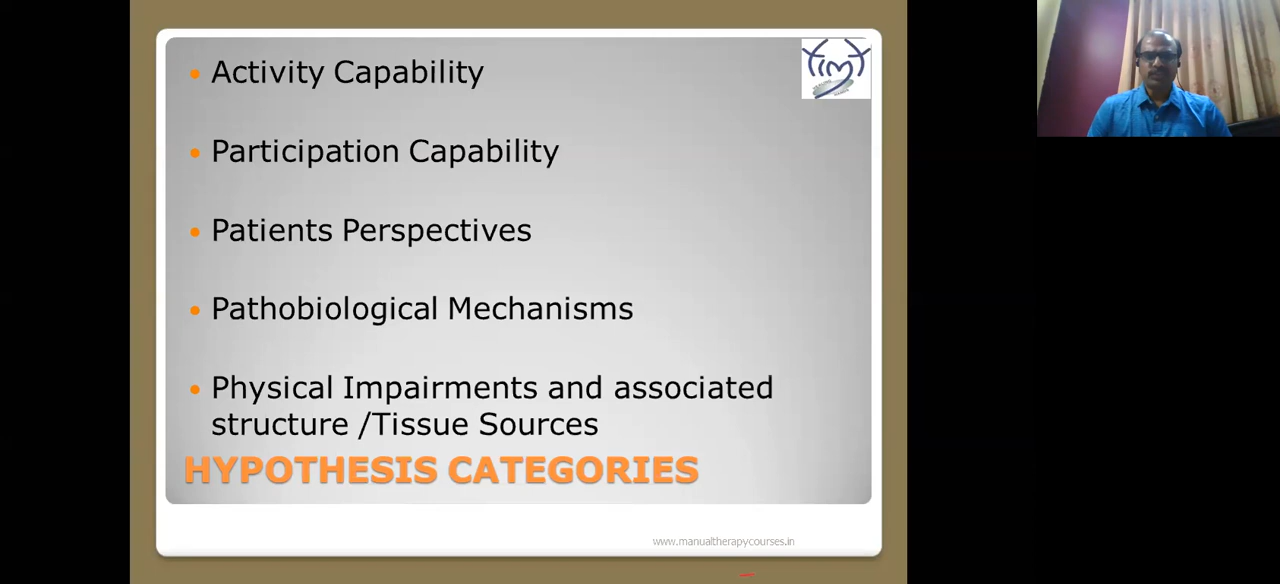 Activity Capability
Participation Capability
Patients Perspectives
Pathobiological Mechanisms
Physical Impairments and associated
structure /Tissue Sources
HYPOTHESIS CATEGORIES
www.manualtherapycourses.in